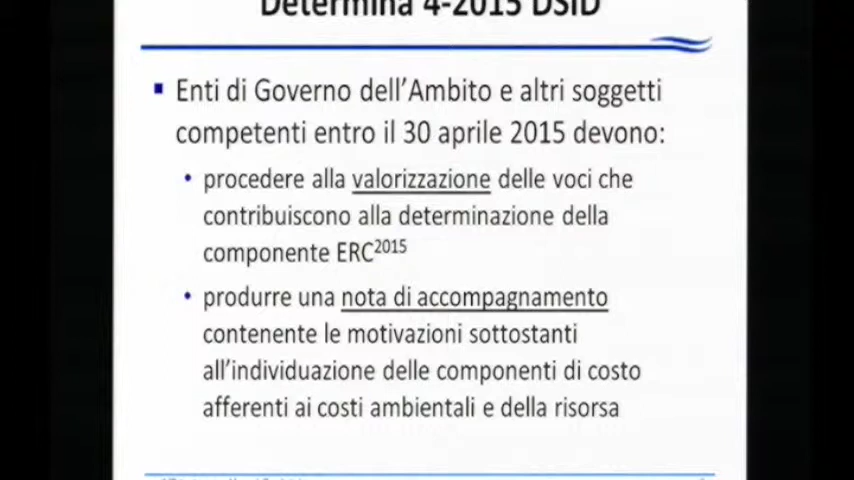 Determina 4-2015 DSID
Enti di Governo dell'Ambito e altri soggetti
competenti entro il 30 aprile 2015 devono:
procedere alla valorizzazione delle voci che
contribuiscono alla determinazione della
componente ERC2015
produrre una nota di accompagnamento
contenente le motivazioni sottostanti
all'individuazione delle componenti di costo
afferenti ai costi ambientali e della risorsa